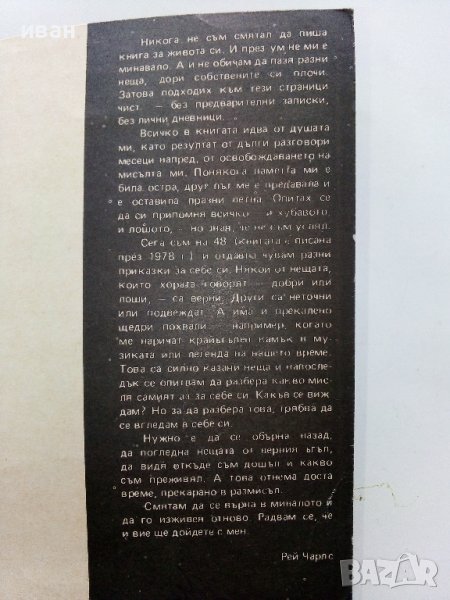 иван
Никога не съм смятал да пиша
книга за живота си. И през ум не ми е
минавало. А и не обичам да пазя разни
неща, дори собствените си плочи.
Затова подходих към тези страници
чист — без предварителни записки,
без лични дневници.
Всичко в книгата идва от душата
ми, като резултат от дълги разговори
месеци напред, от освобождаването на
мисълта ми. Понякога паметта ми е
била остра, друг път ме е предавала и
е оставила празни петна. Опитах се
да си припомня всичко — и хубавото,
и лошото, — но зная, че не съм успял.
Сега съм на 48 (книгата е писана
през 1978 г.) и отдавна чувам разни
приказки за себе си. Някои от нещата,
които хората говорят — добри или
лоши, — са верни. Други са неточни
или подвеждат. А има и прекалено
щедри похвали — например, когато
ме наричат крайъгълен камък в му-
зиката или легенда на нашето време.
Това са силно казани неща и напосле-
дък се опитвам да разбера какво мис-
ля самият аз за себе си. Какъв се виж-
дам? Но за да разбера това, трябва да
се вгледам в себе си.
Нужно е да се обърна назад,
да погледна нещата от верния ъгъл,
да видя откъде съм дошъл и какво
съм преживял. А това отнема доста
време, прекарано в размисъл.
Смятам да се върна в миналото и
да го изживея отново. Радвам се, че
и вие ще дойдете с мен.
Рей Чарлс
BAZAR.bg